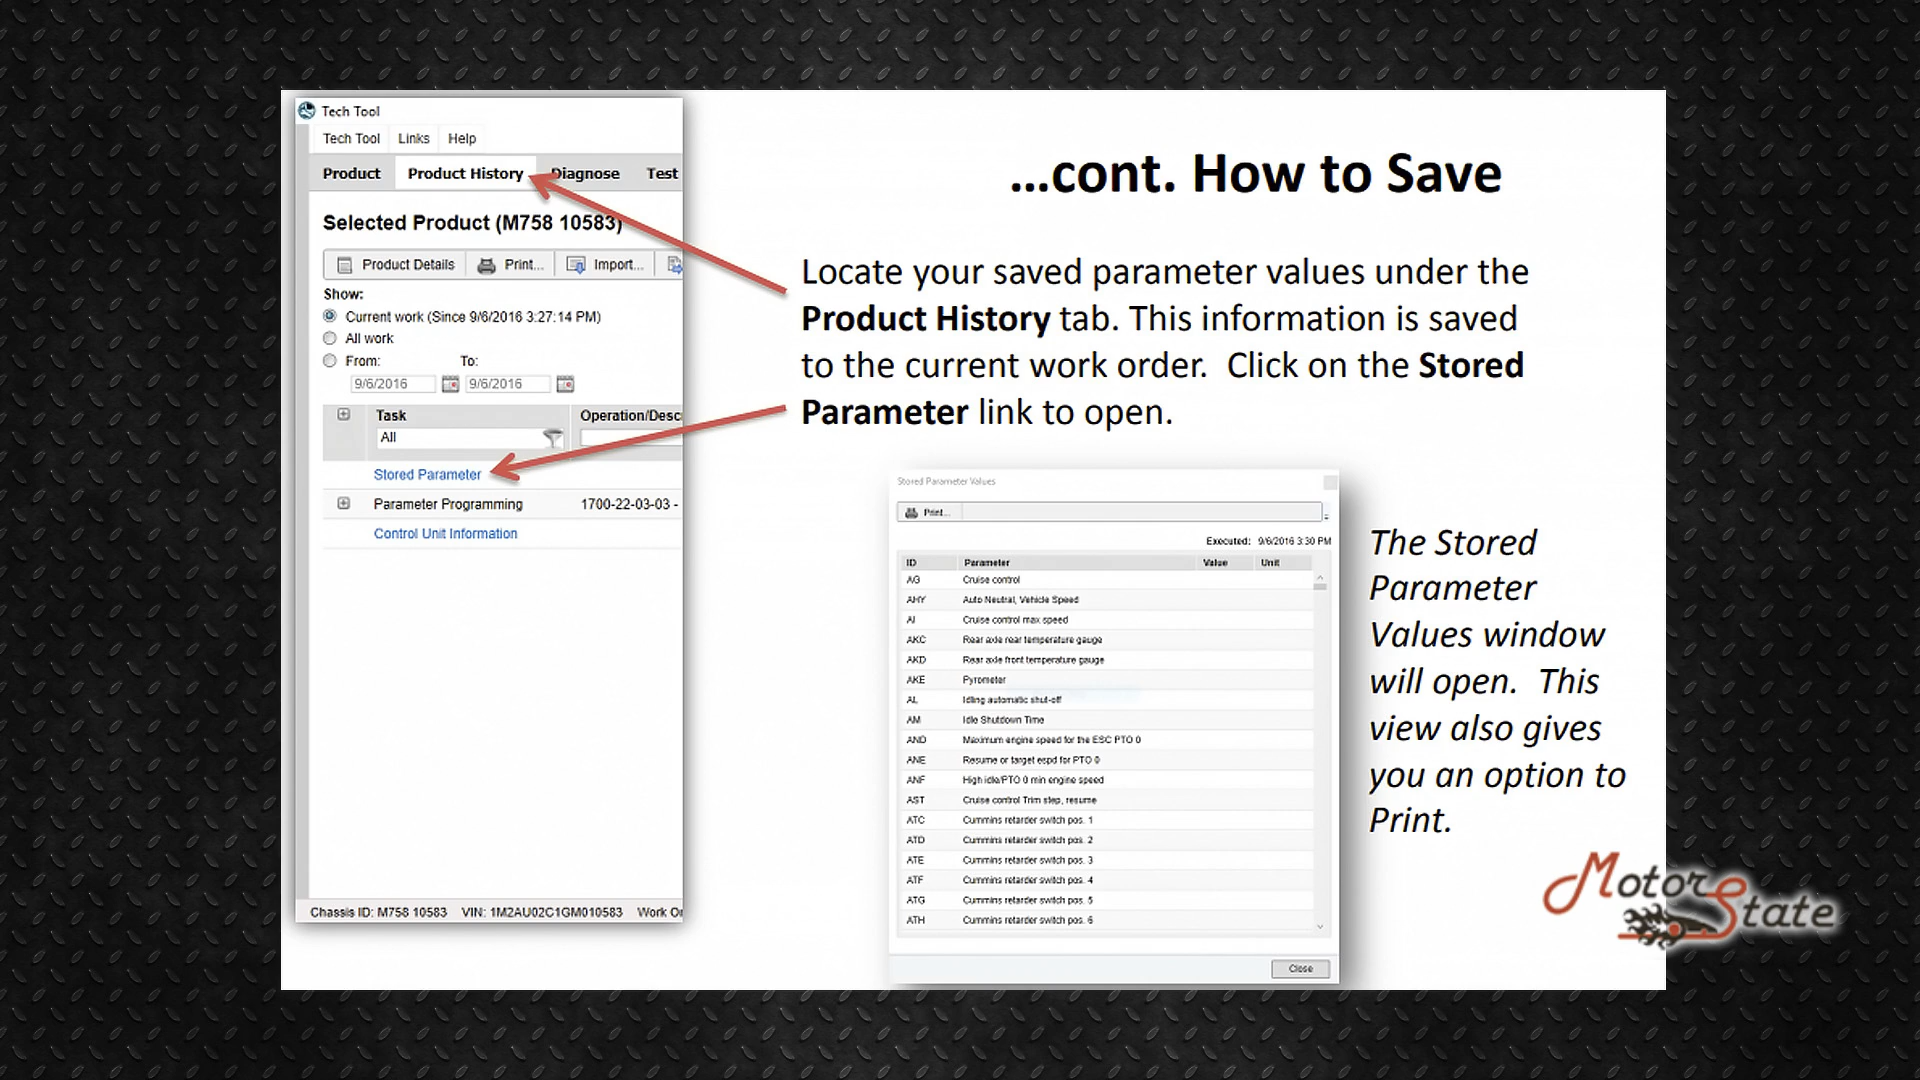 Tech Tool
Tech Tool Links Help
Product Product History Diagnose Test
Selected Product (M758 10583)
Product Details Print... Import...
Show:
Current work (Since 9/6/2016 3:27:14 PM)
All work
From: To:
9/6/2016 9/6/2016
Task Operation/Desc
All
Stored Parameter
Parameter Programming 1700-22-03-03 -
Control Unit Information
Chassis ID: M758 10583 VIN: 1M2AU02C1GM010583 Work Or
...cont. How to Save
Locate your saved parameter values under the
Product History tab. This information is saved
to the current work order. Click on the Stored
Parameter link to open.
Stored Parameter Values
Print...
Executed: 9/6/2016 3:30 PM
ID Parameter Value Unit
AG Cruise control
AHY Auto Neutral, Vehicle Speed
AI Cruise control max speed
AKC Rear axle rear temperature gauge
AKD Rear axle front temperature gauge
AKE Pyrometer
AL Idling automatic shut-off
AM Idle Shutdown Time
AND Maximum engine speed for the ESC PTO 0
ANE Resume or target espd for PTO 0
ANF High idle/PTO 0 min engine speed
AST Cruise control Trim step, resume
ATC Cummins retarder switch pos. 1
ATD Cummins retarder switch pos. 2
ATE Cummins retarder switch pos. 3
ATF Cummins retarder switch pos. 4
ATG Cummins retarder switch pos. 5
ATH Cummins retarder switch pos. 6
Close
The Stored
Parameter
Values window
will open. This
view also gives
you an option to
Print.
Motor
State